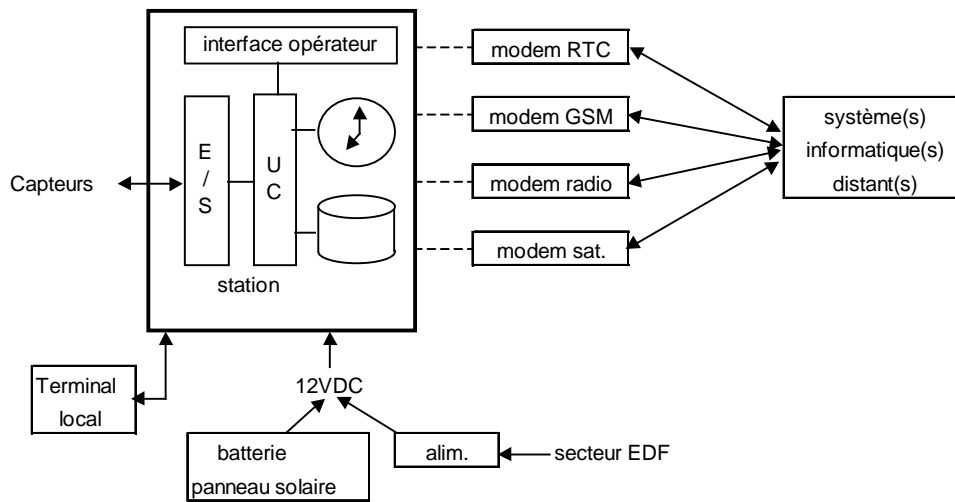 interface opérateur
E
/
S
U
C
station
Capteurs
modem RTC
modem GSM
modem radio
modem sat.
système(s)
informatique(s)
distant(s)
Terminal
local
12VDC
batterie
panneau solaire
alim.
secteur EDF